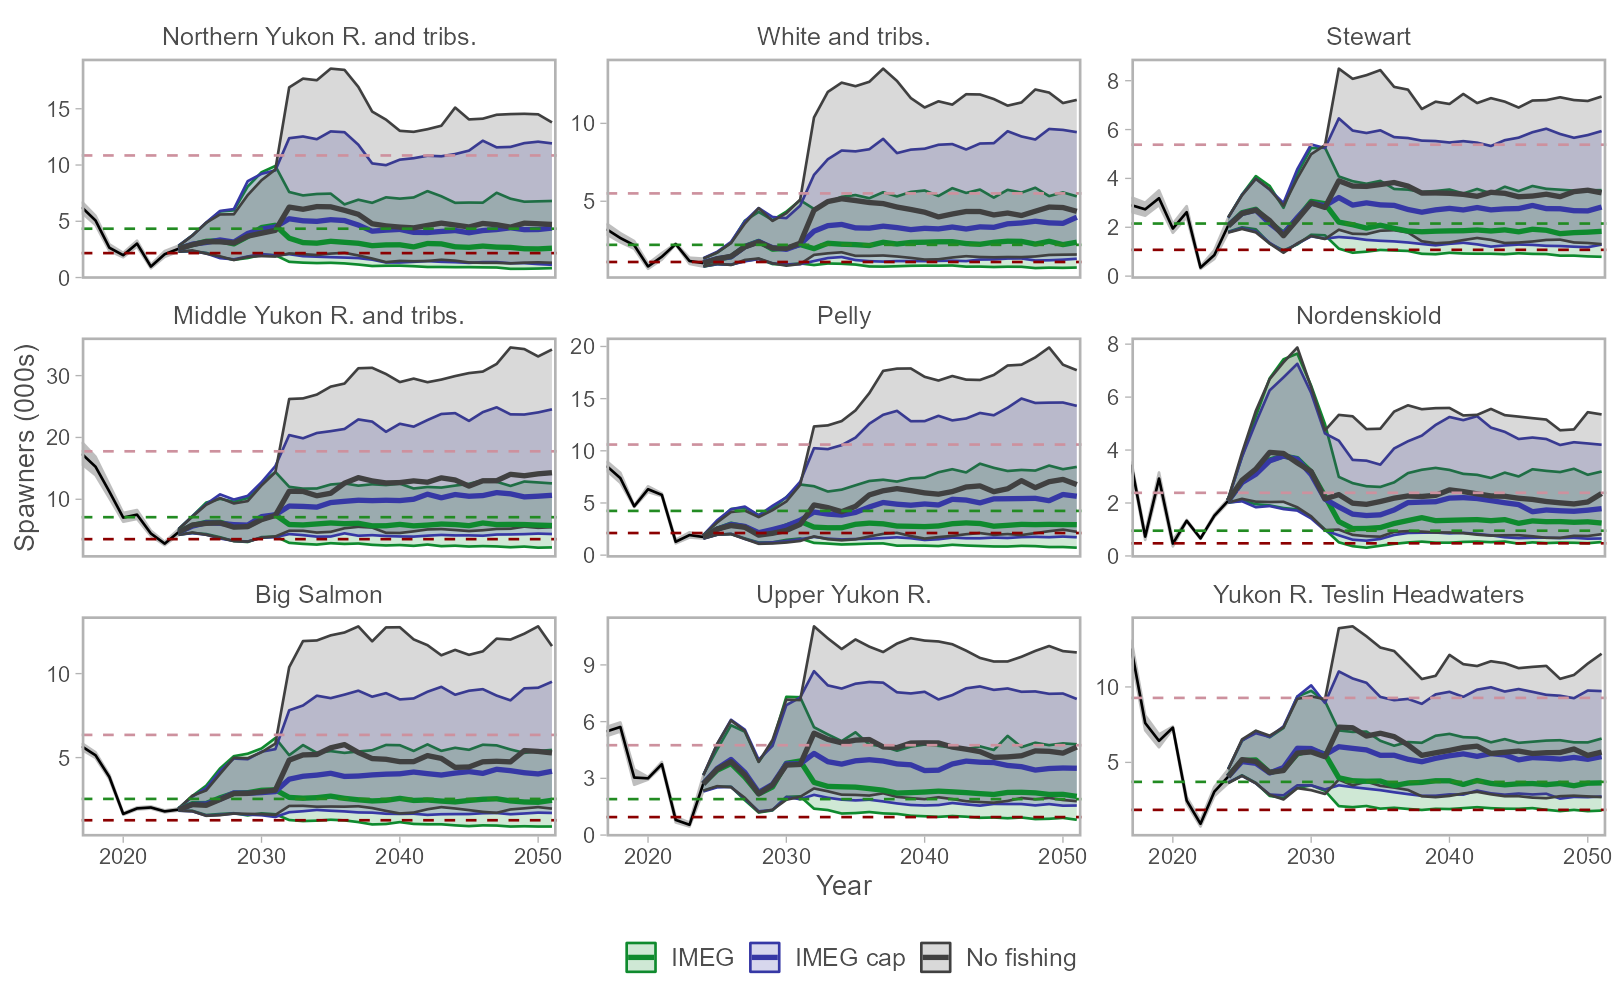 Northern Yukon R. and tribs.
White and tribs.
Stewart
15
10
5
0
10
5
8
6
4
2
0
Middle Yukon R. and tribs.
Pelly
Nordenskiold
Spawners (000s)
30
20
10
20
15
10
5
0
8
6
4
2
0
Big Salmon
Upper Yukon R.
Yukon R. Teslin Headwaters
10
5
9
6
3
0
10
5
2020 2030 2040 2050
2020 2030 2040 2050
2020 2030 2040 2050
Year
IMEG IMEG cap No fishing